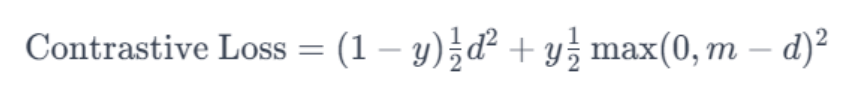 Contrastive Loss = (1 − y)½d² + y½ max(0, m − d)²